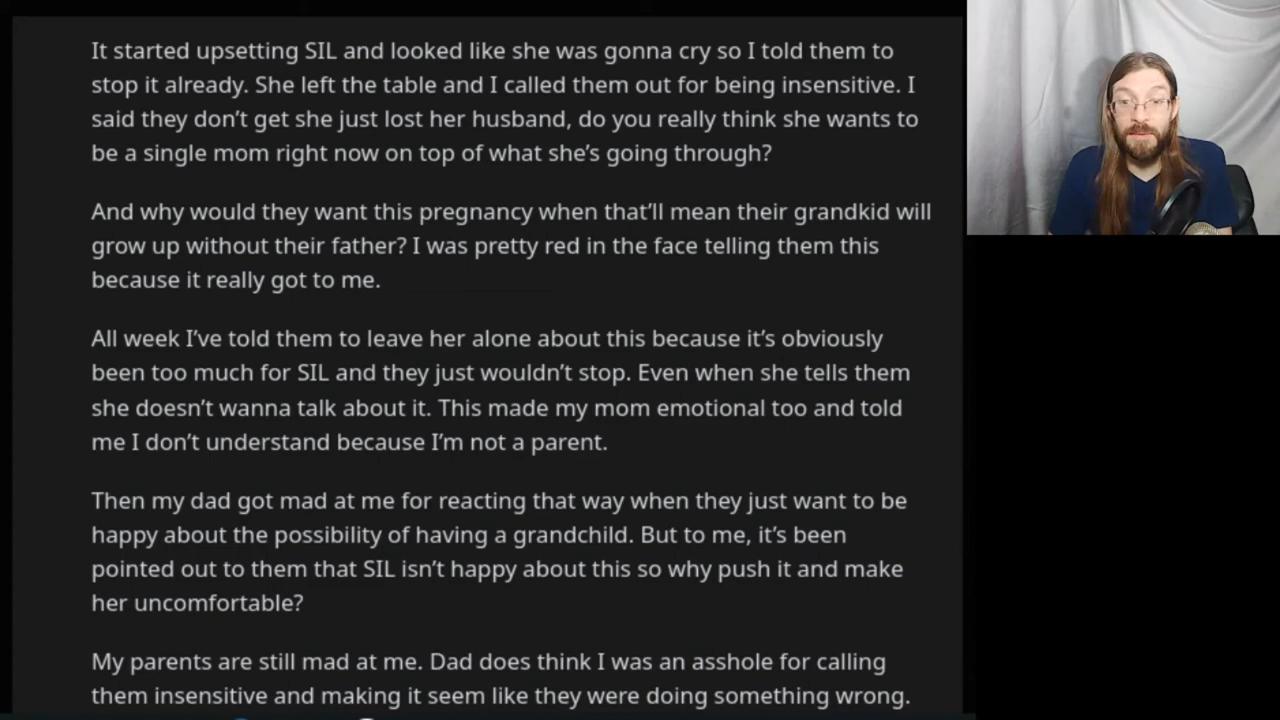 It started upsetting SIL and looked like she was gonna cry so I told them to
stop it already. She left the table and I called them out for being insensitive. I
said they don’t get she just lost her husband, do you really think she wants to
be a single mom right now on top of what she’s going through?
And why would they want this pregnancy when that’ll mean their grandkid will
grow up without their father? I was pretty red in the face telling them this
because it really got to me.
All week I’ve told them to leave her alone about this because it’s obviously
been too much for SIL and they just wouldn’t stop. Even when she tells them
she doesn’t wanna talk about it. This made my mom emotional too and told
me I don’t understand because I’m not a parent.
Then my dad got mad at me for reacting that way when they just want to be
happy about the possibility of having a grandchild. But to me, it’s been
pointed out to them that SIL isn’t happy about this so why push it and make
her uncomfortable?
My parents are still mad at me. Dad does think I was an asshole for calling
them insensitive and making it seem like they were doing something wrong.